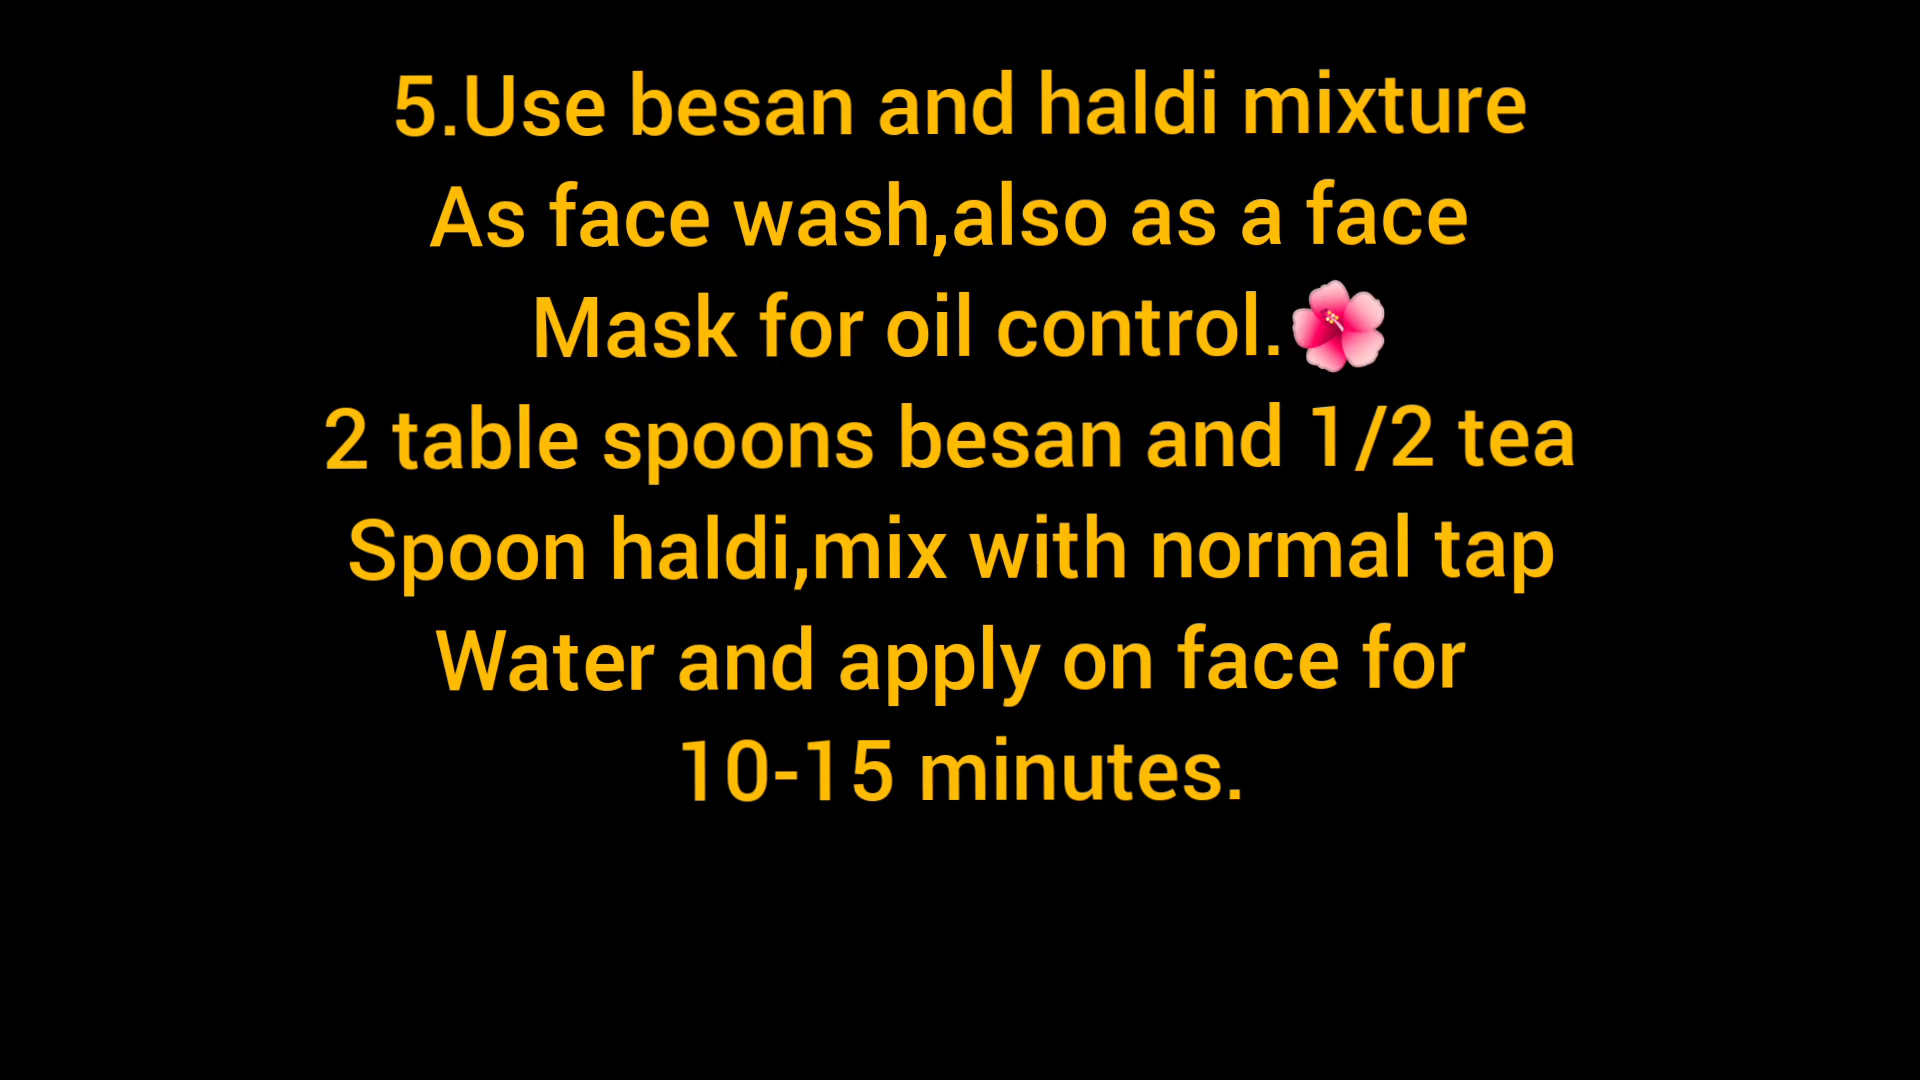 5.Use besan and haldi mixture
As face wash,also as a face
Mask for oil control.🌺
2 table spoons besan and 1/2 tea
Spoon haldi,mix with normal tap
Water and apply on face for
10-15 minutes.